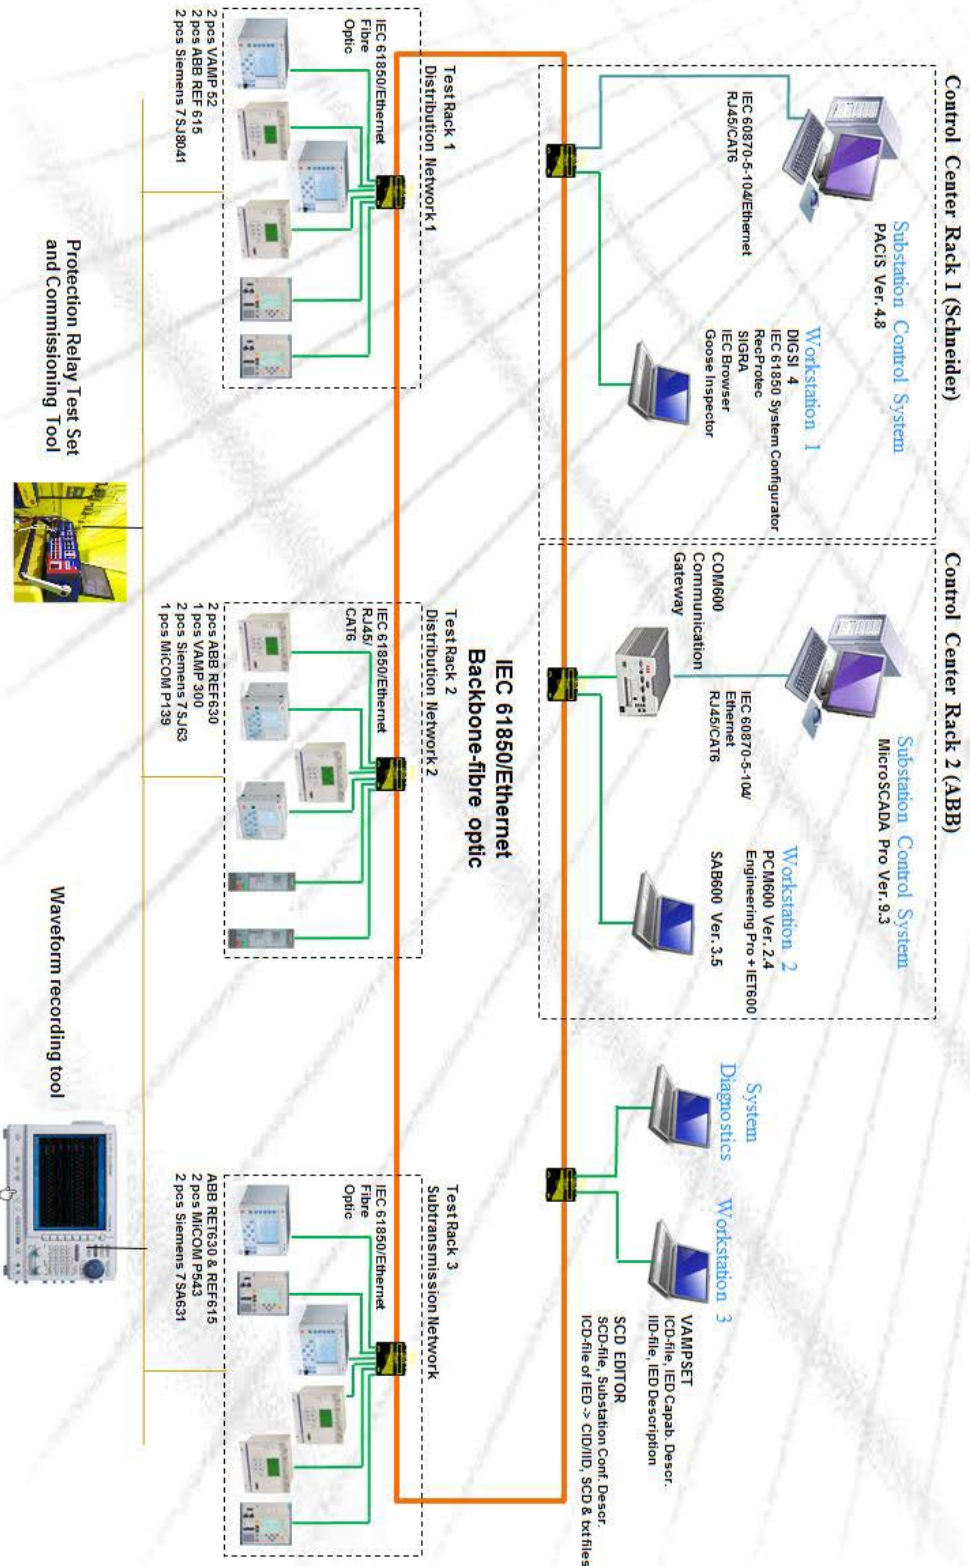 Control Center Rack 1 (Schneider)
Substation Control System
PACiS Ver. 4.8
IEC 60870-5-104/Ethernet
RJ45/CAT6
Workstation 1
DIGSI 4
IEC 61850 System Configurator
RecProtec
SIGRA
IEC Browser
Goose Inspector
Control Center Rack 2 (ABB)
Substation Control System
MicroSCADA Pro Ver. 9.3
COM600
Communication
Gateway
IEC 60870-5-104/
Ethernet
RJ45/CAT6
Workstation 2
PCM600 Ver. 2.4
Engineering Pro + IET600
SAB600 Ver. 3.5
System
Diagnostics
Workstation 3
VAMPSET
ICD-file, IED Capab. Descr.
IID-file, IED Description
SCD EDITOR
SCD-file, Substation Conf. Descr.
ICD-file of IED -> CID/IID, SCD & txt files
IEC 61850/Ethernet
Backbone-fibre optic
Test Rack 1
Distribution Network 1
IEC 61850/Ethernet
Fibre
Optic
2 pcs VAMP 52
2 pcs ABB REF 615
2 pcs Siemens 7SJ8041
Test Rack 2
Distribution Network 2
IEC 61850/Ethernet
RJ45/
CAT6
2 pcs ABB REF630
1 pcs VAMP 300
2 pcs Siemens 7SJ63
1 pcs MiCOM P139
Test Rack 3
Subtransmission Network
IEC 61850/Ethernet
Fibre
Optic
ABB RET630 & REF615
2 pcs MiCOM P543
2 pcs Siemens 7SA631
Protection Relay Test Set
and Commissioning Tool
Waveform recording tool